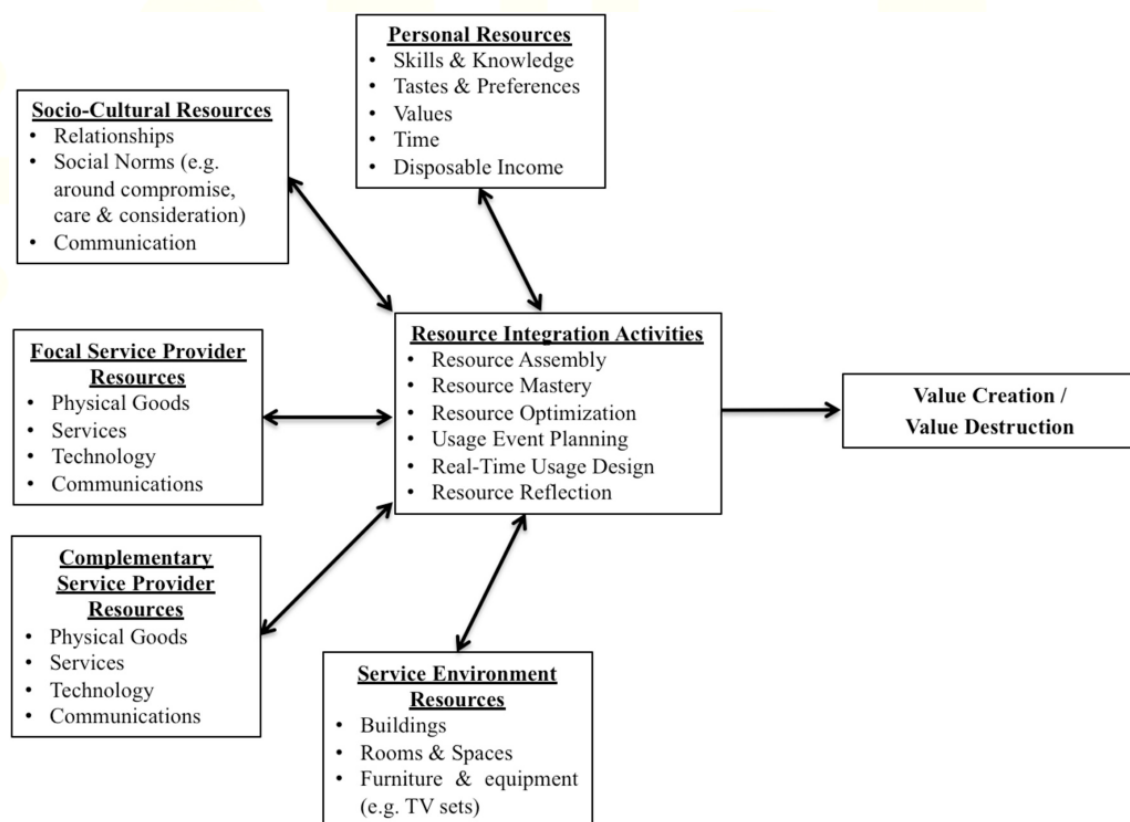 Personal Resources
• Skills & Knowledge
• Tastes & Preferences
• Values
• Time
• Disposable Income
Socio-Cultural Resources
• Relationships
• Social Norms (e.g.
around compromise,
care & consideration)
• Communication
Resource Integration Activities
• Resource Assembly
• Resource Mastery
• Resource Optimization
• Usage Event Planning
• Real-Time Usage Design
• Resource Reflection
Focal Service Provider
Resources
• Physical Goods
• Services
• Technology
• Communications
Value Creation /
Value Destruction
Complementary
Service Provider
Resources
• Physical Goods
• Services
• Technology
• Communications
Service Environment
Resources
• Buildings
• Rooms & Spaces
• Furniture & equipment
(e.g. TV sets)